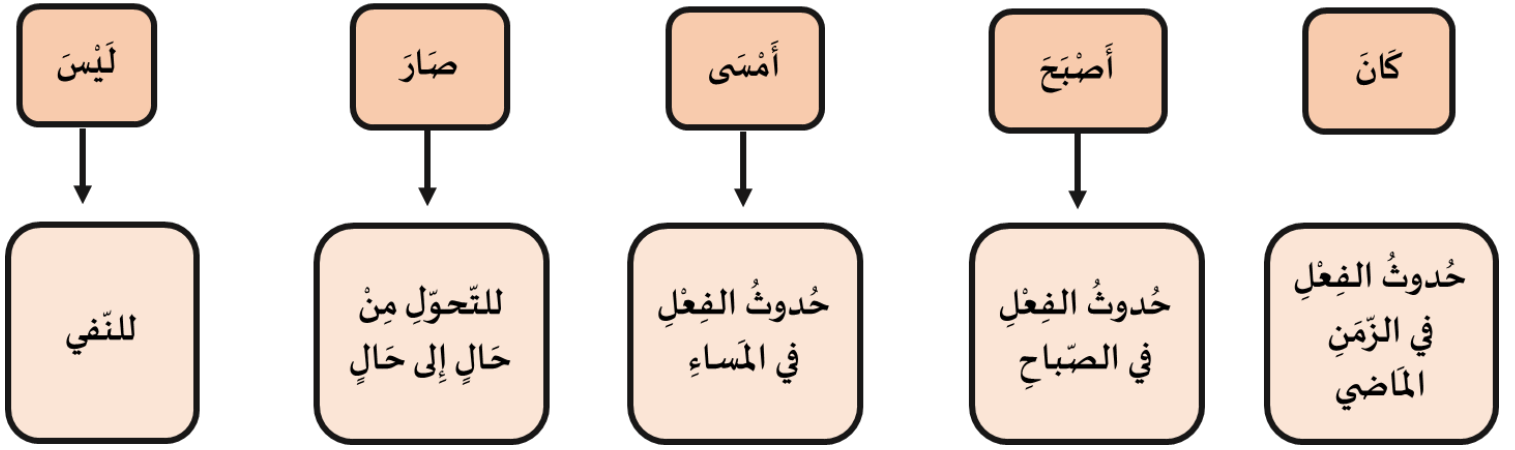 كَانَ
أَصْبَحَ
أَمْسَى
صَارَ
لَيْسَ
حُدوثُ الفِعْلِ
في الزّمَنِ
المَاضي
حُدوثُ الفِعْلِ
في الصّباحِ
حُدوثُ الفِعْلِ
في المَساءِ
للتّحوّلِ مِنْ
حَالٍ إِلى حَالٍ
للنّفي